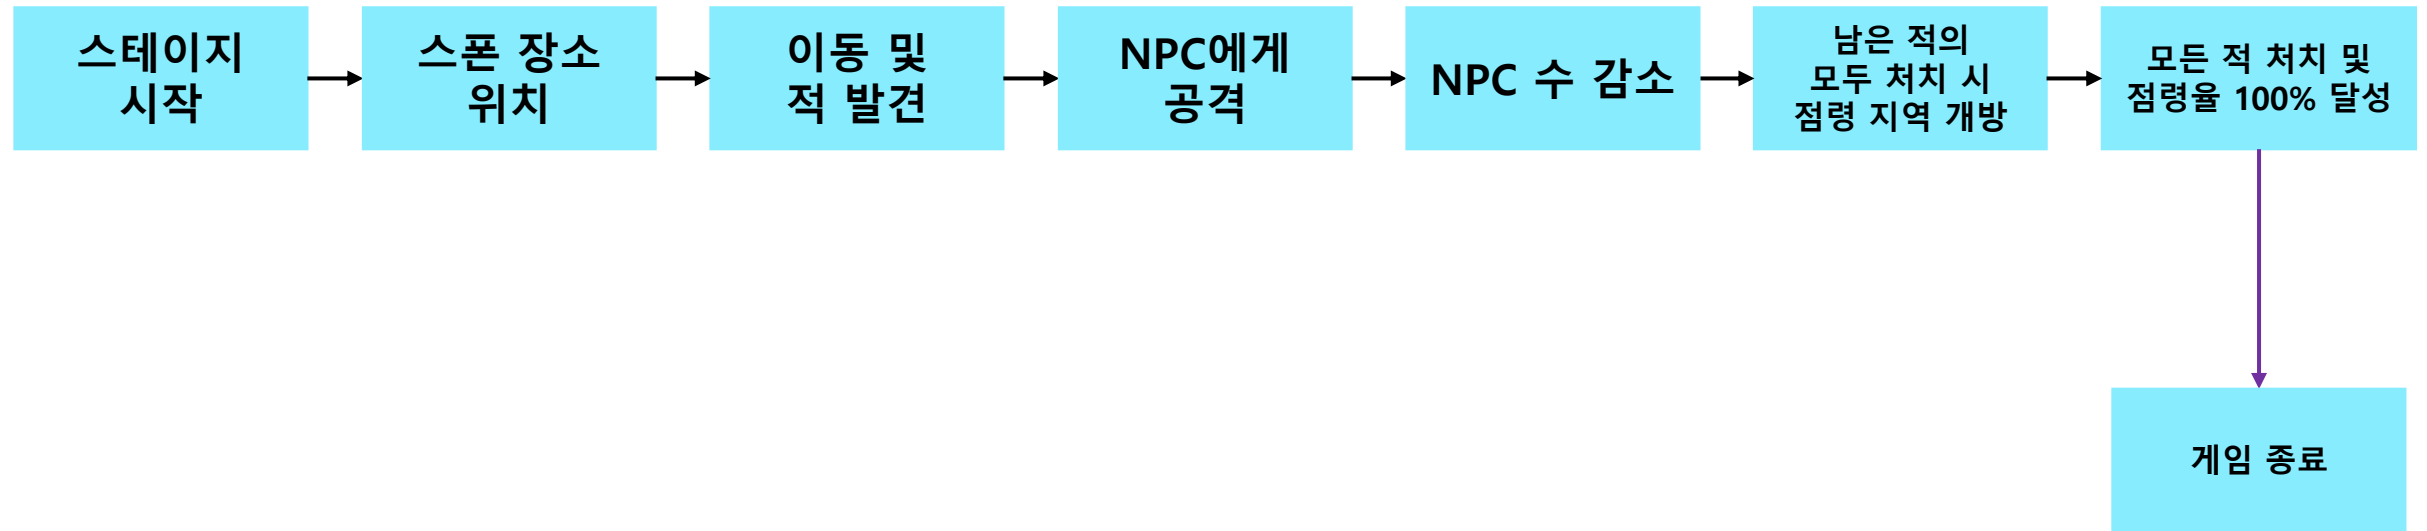 스테이지
시작
스폰 장소
위치
이동 및
적 발견
NPC에게
공격
NPC 수 감소
남은 적의
모두 처치 시
점령 지역 개방
모든 적 처치 및
점령율 100% 달성
게임 종료